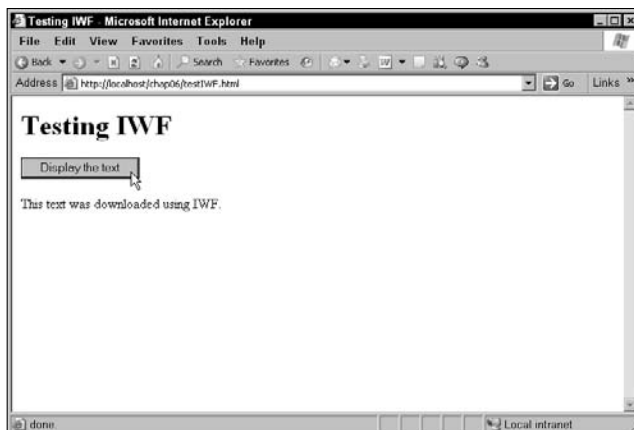 Testing IWF - Microsoft Internet Explorer
File Edit View Favorites Tools Help
Back Search Favorites
Address http://localhost/chap06/testIWF.html Go Links »
Testing IWF
Display the text
This text was downloaded using IWF.
done. Local intranet